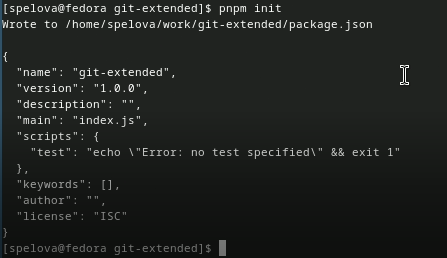 [spelova@fedora git-extended]$ pnpm init
Wrote to /home/spelova/work/git-extended/package.json

{
  "name": "git-extended",
  "version": "1.0.0",
  "description": "",
  "main": "index.js",
  "scripts": {
    "test": "echo \"Error: no test specified\" && exit 1"
  },
  "keywords": [],
  "author": "",
  "license": "ISC"
}
[spelova@fedora git-extended]$